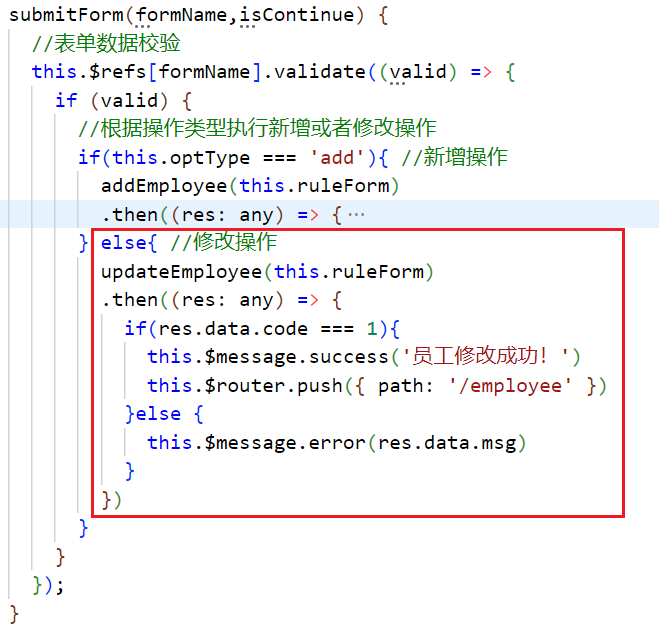 submitForm(formName,isContinue) {
  //表单数据校验
  this.$refs[formName].validate((valid) => {
    if (valid) {
      //根据操作类型执行新增或者修改操作
      if(this.optType === 'add'){ //新增操作
        addEmployee(this.ruleForm)
        .then((res: any) => {…
      } else{ //修改操作
        updateEmployee(this.ruleForm)
        .then((res: any) => {
          if(res.data.code === 1){
            this.$message.success('员工修改成功！')
            this.$router.push({ path: '/employee' })
          }else {
            this.$message.error(res.data.msg)
          }
        })
      }
    }
  });
}